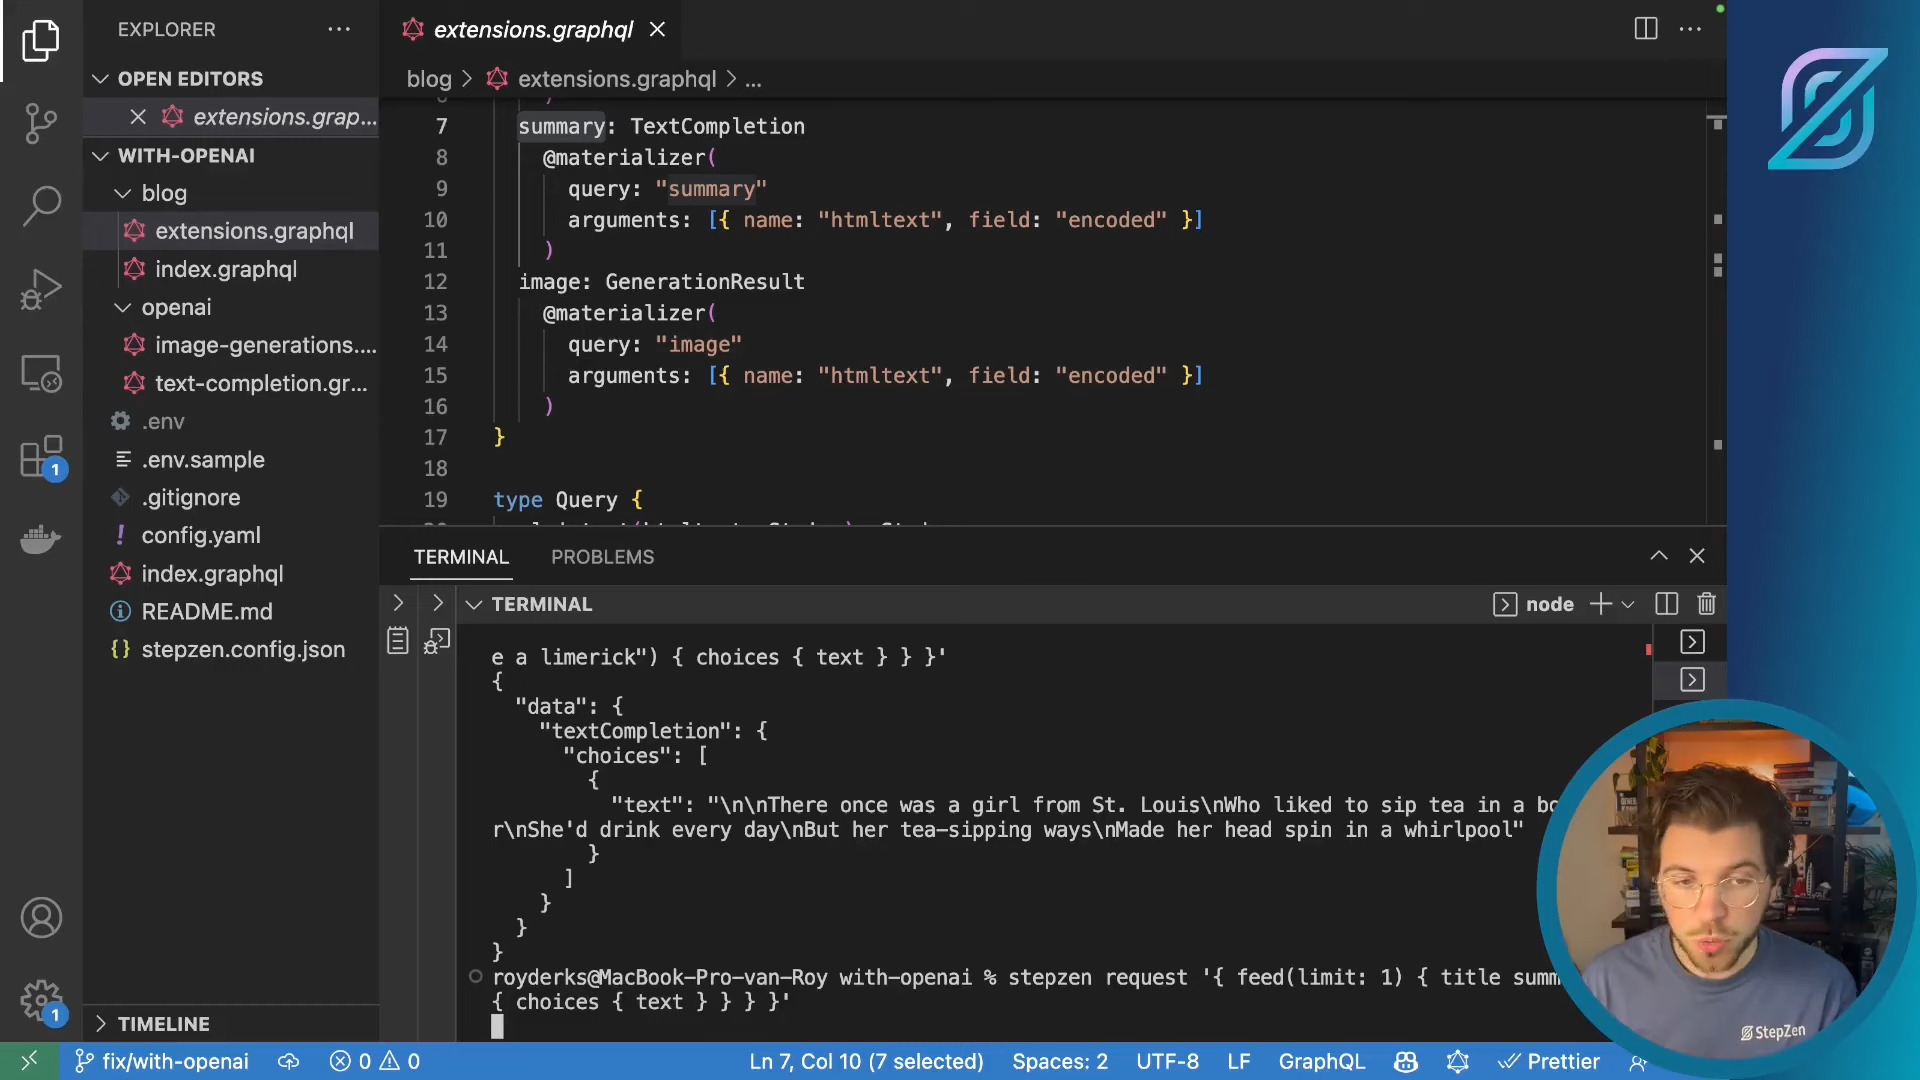 EXPLORER
OPEN EDITORS
extensions.grap...
WITH-OPENAI
blog
extensions.graphql
index.graphql
openai
image-generations....
text-completion.gr...
.env
.env.sample
.gitignore
config.yaml
index.graphql
README.md
stepzen.config.json
TIMELINE
1
1
extensions.graphql
blog > extensions.graphql > ...
7 summary: TextCompletion
8 @materializer(
9 query: "summary"
10 arguments: [{ name: "htmltext", field: "encoded" }]
11 )
12 image: GenerationResult
13 @materializer(
14 query: "image"
15 arguments: [{ name: "htmltext", field: "encoded" }]
16 )
17 }
18
19 type Query {
TERMINAL PROBLEMS
TERMINAL
node
e a limerick") { choices { text } } }'
{
"data": {
"textCompletion": {
"choices": [
{
"text": "\n\nThere once was a girl from St. Louis\nWho liked to sip tea in a bo
r\nShe'd drink every day\nBut her tea-sipping ways\nMade her head spin in a whirlpool"
}
]
}
}
}
royderks@MacBook-Pro-van-Roy with-openai % stepzen request '{ feed(limit: 1) { title summ
{ choices { text } } } }'
StepZen
fix/with-openai
0 0
Ln 7, Col 10 (7 selected)
Spaces: 2
UTF-8
LF
GraphQL
Prettier